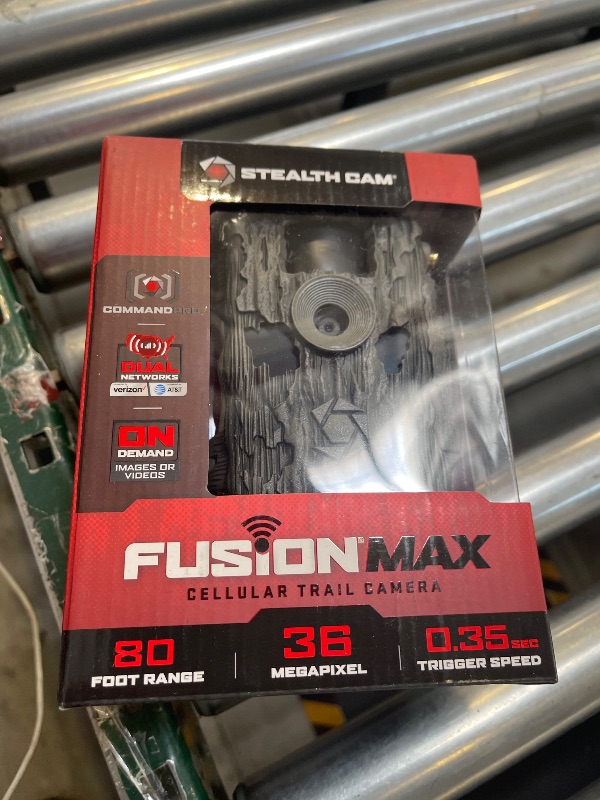 STEALTH CAM
COMMAND
DUAL
NETWORKS
verizon
AT&T
ON
DEMAND
IMAGES OR
VIDEOS
FUSION MAX
CELLULAR TRAIL CAMERA
80
FOOT RANGE
36
MEGAPIXEL
0.35 SEC
TRIGGER SPEED